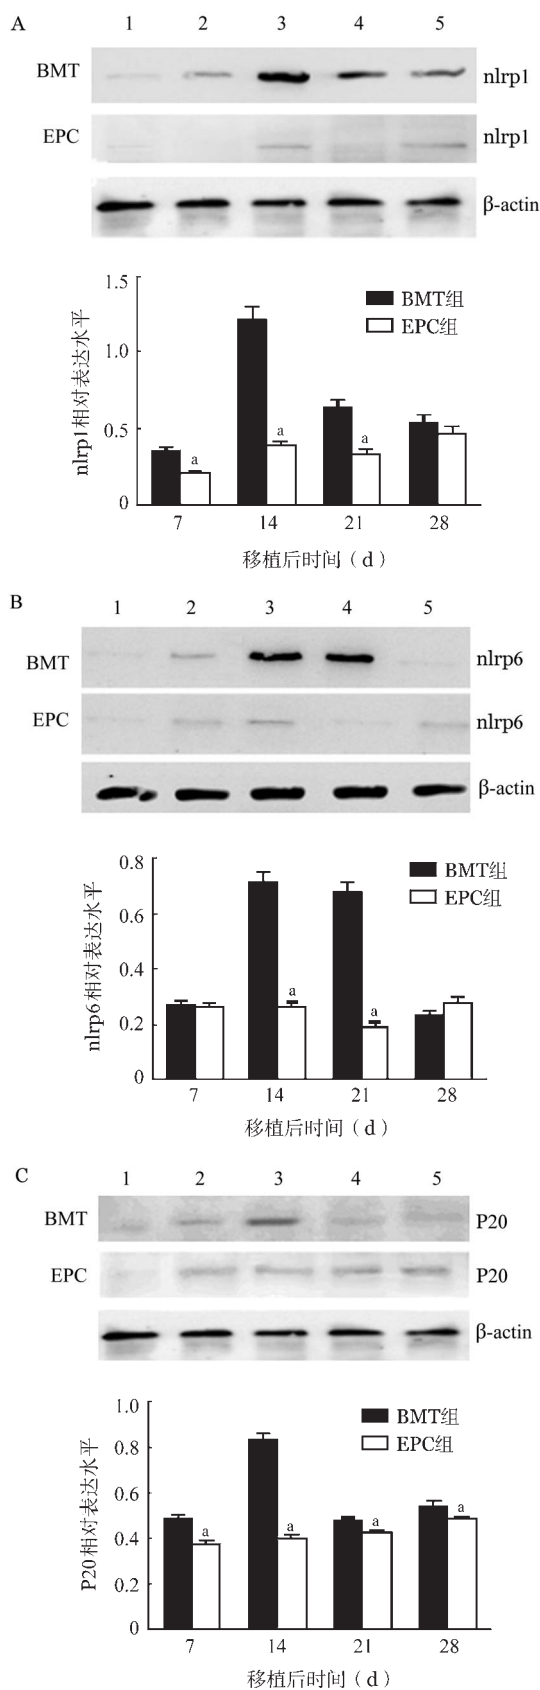 A
1 2 3 4 5
BMT nlrp1
EPC nlrp1
β-actin
nlrp1相对表达水平
1.5
1.0
0.5
0
BMT组
EPC组
a a a
7 14 21 28
移植后时间（d）
B
1 2 3 4 5
BMT nlrp6
EPC nlrp6
β-actin
nlrp6相对表达水平
0.8
0.6
0.4
0.2
0
BMT组
EPC组
a a
7 14 21 28
移植后时间（d）
C
1 2 3 4 5
BMT P20
EPC P20
β-actin
P20相对表达水平
1.0
0.8
0.6
0.4
0.2
0
BMT组
EPC组
a a a a
7 14 21 28
移植后时间（d）